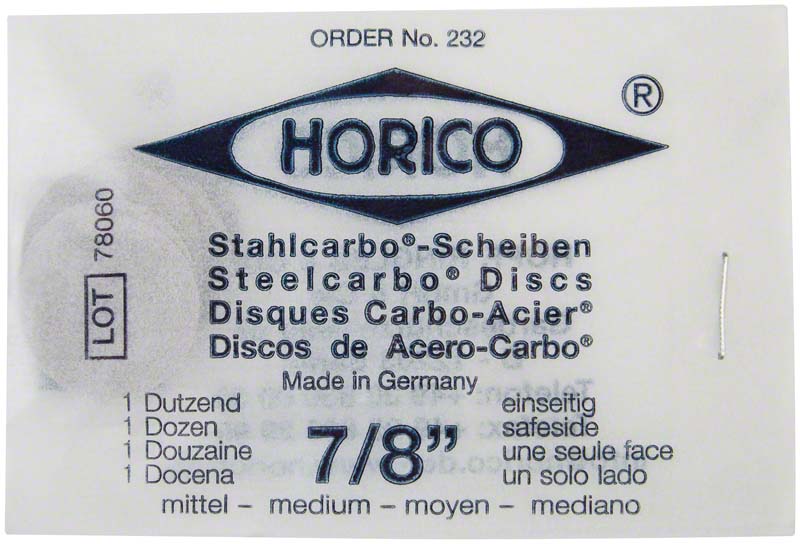 ORDER No. 232
HORICO ®
Stahlcarbo®-Scheiben
Steelcarbo® Discs
Disques Carbo-Acier®
Discos de Acero-Carbo®
LOT 78060
Made in Germany
1 Dutzend
1 Dozen
1 Douzaine
1 Docena
7/8”
einseitig
safeside
une seule face
un solo lado
mittel – medium – moyen – mediano